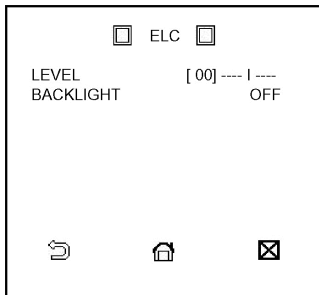 ELC
LEVEL [ 00] ---- I ----
BACKLIGHT OFF